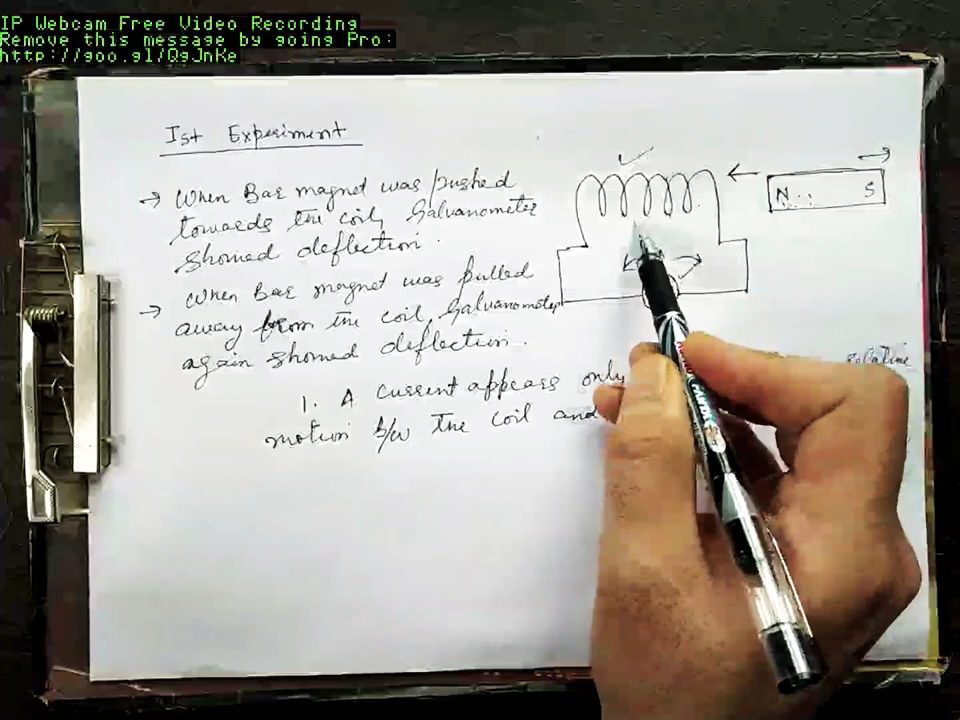 IP Webcam Free Video Recording
Remove this message by going Pro:
http://goo.gl/QgJnKe
Ist Experiment
→ When Bar magnet was pushed
towards the coil, Galvanometer
showed deflection.
→ When Bar magnet was pulled
away from the coil, Galvanometer
again showed deflection.
1. A current appears only relative
motion b/w the coil and
N S